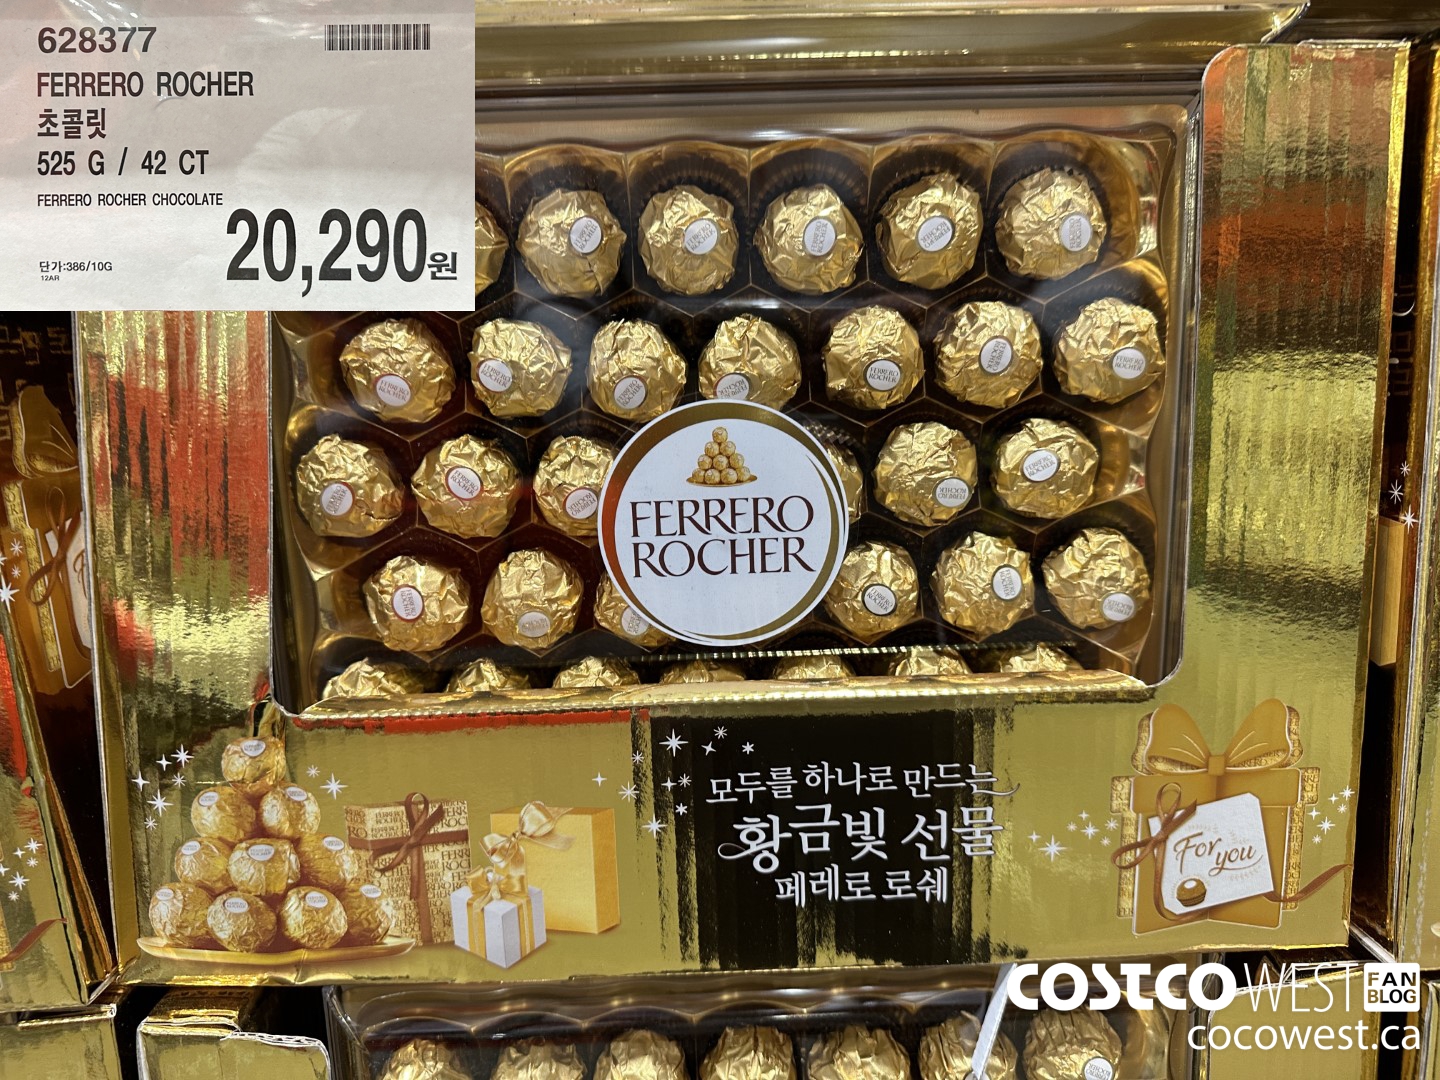 628377
FERRERO ROCHER
초콜릿
525 G / 42 CT
FERRERO ROCHER CHOCOLATE
20,290원
단가:386/10G
12AR
FERRERO
ROCHER
모두를 하나로 만드는
황금빛 선물
페레로 로쉐
For you
COSTCO WEST FAN BLOG
cocowest.ca